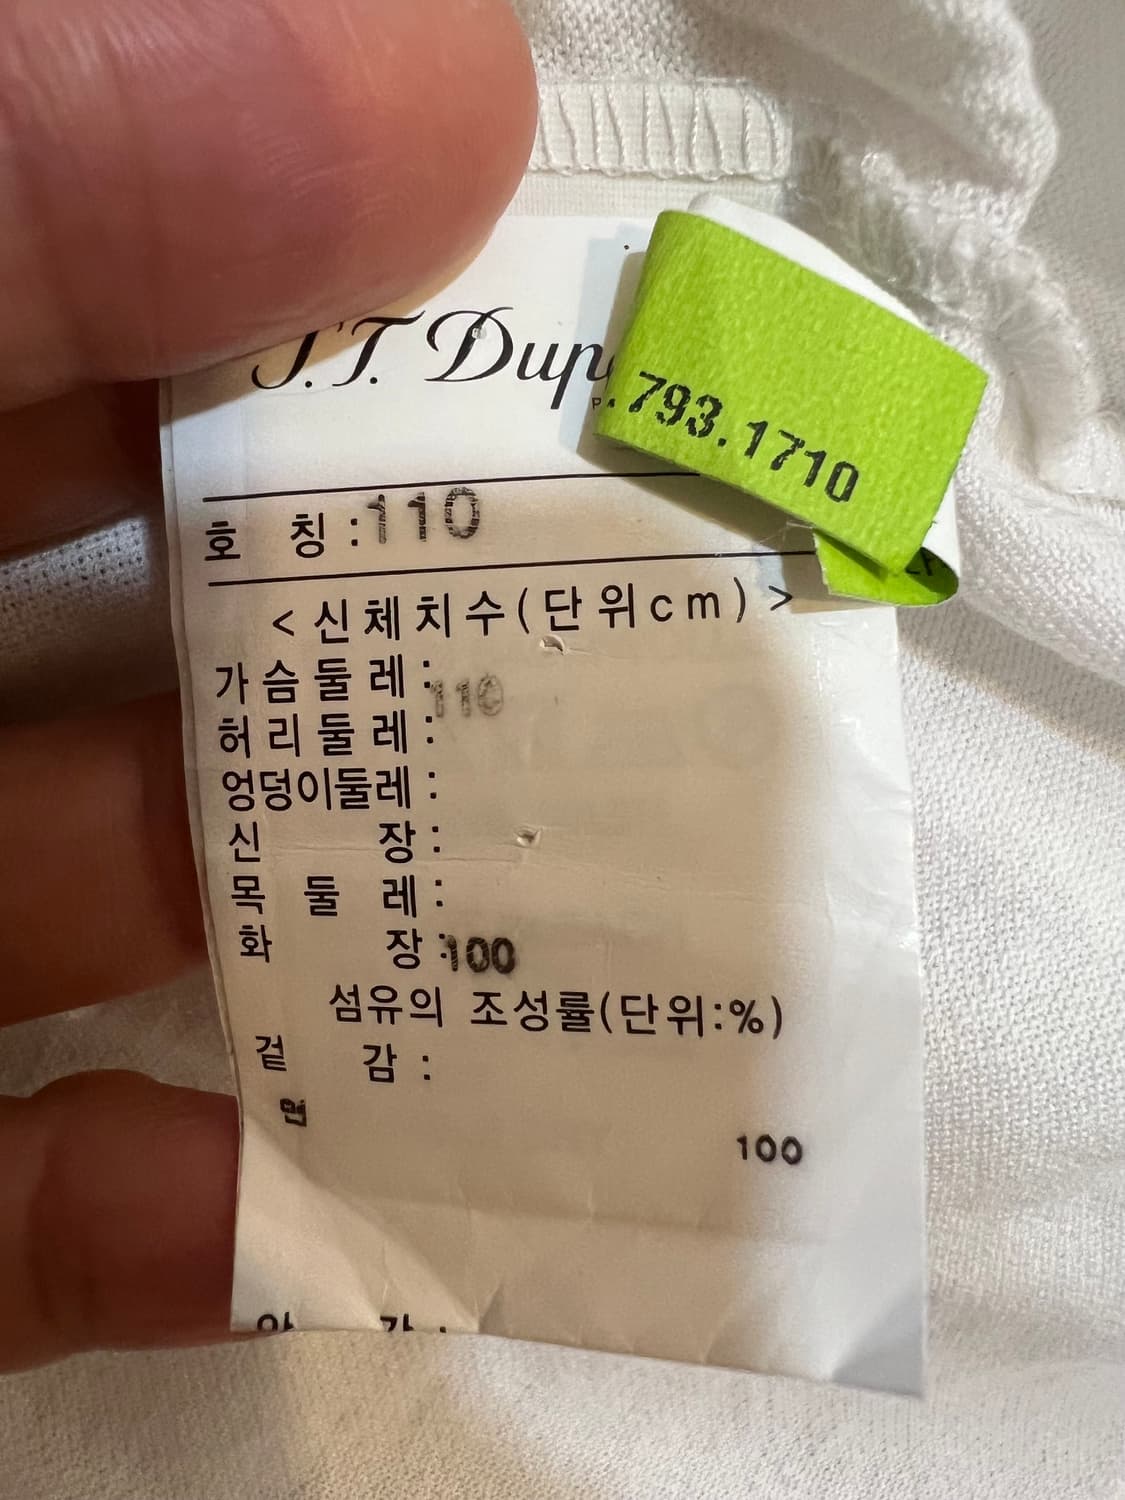 S.T. Dup
.793.1710
호 칭 : 110
< 신체치수(단위cm) >
가슴둘레 : 110
허리둘레 :
엉덩이둘레 :
신 장 :
목 둘 레 :
화 장 : 100
섬유의 조성률(단위:%)
겉 감 :
면
100